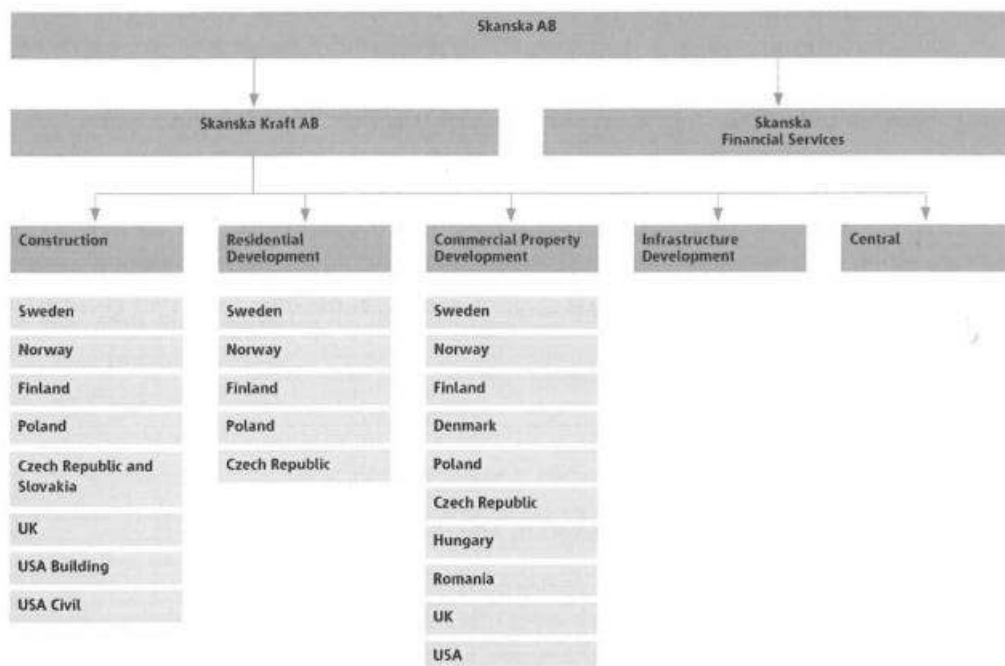 Skanska AB
Skanska Kraft AB
Skanska
Financial Services
Construction
Residential
Development
Commercial Property
Development
Infrastructure
Development
Central
Sweden
Norway
Finland
Poland
Czech Republic and
Slovakia
UK
USA Building
USA Civil
Sweden
Norway
Finland
Poland
Czech Republic
Sweden
Norway
Finland
Denmark
Poland
Czech Republic
Hungary
Romania
UK
USA